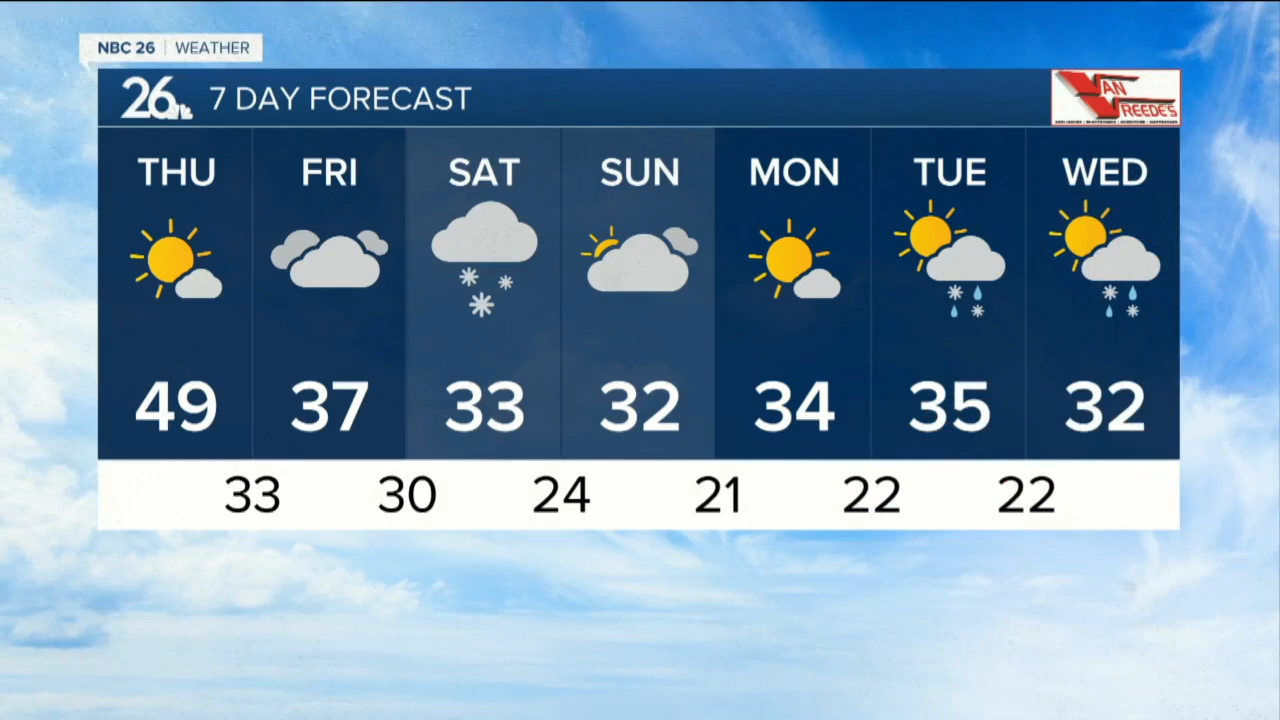 NBC 26 | WEATHER
26 7 DAY FORECAST
VAN
VREEDE'S
THU FRI SAT SUN MON TUE WED
49 37 33 32 34 35 32
33 30 24 21 22 22